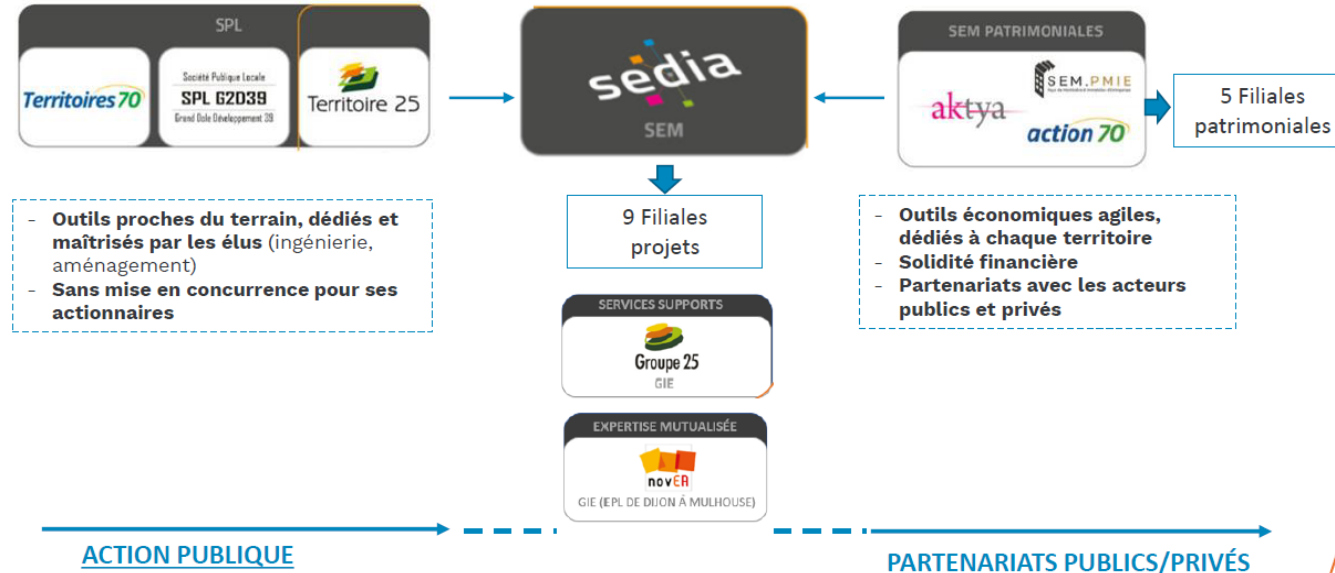 SPL
Territoires 70
Société Publique Locale
SPL G2D39
Grand Dole Développement 39
Territoire 25
sedia
SEM
SEM PATRIMONIALES
aktya
SEM.PMIE
action 70
5 Filiales
patrimoniales
- Outils proches du terrain, dédiés et
maîtrisés par les élus (ingénierie,
aménagement)
- Sans mise en concurrence pour ses
actionnaires
9 Filiales
projets
- Outils économiques agiles,
dédiés à chaque territoire
- Solidité financière
- Partenariats avec les acteurs
publics et privés
SERVICES SUPPORTS
Groupe 25
GIE
EXPERTISE MUTUALISÉE
novEA
GIE (EPL DE DIJON À MULHOUSE)
ACTION PUBLIQUE
PARTENARIATS PUBLICS/PRIVÉS